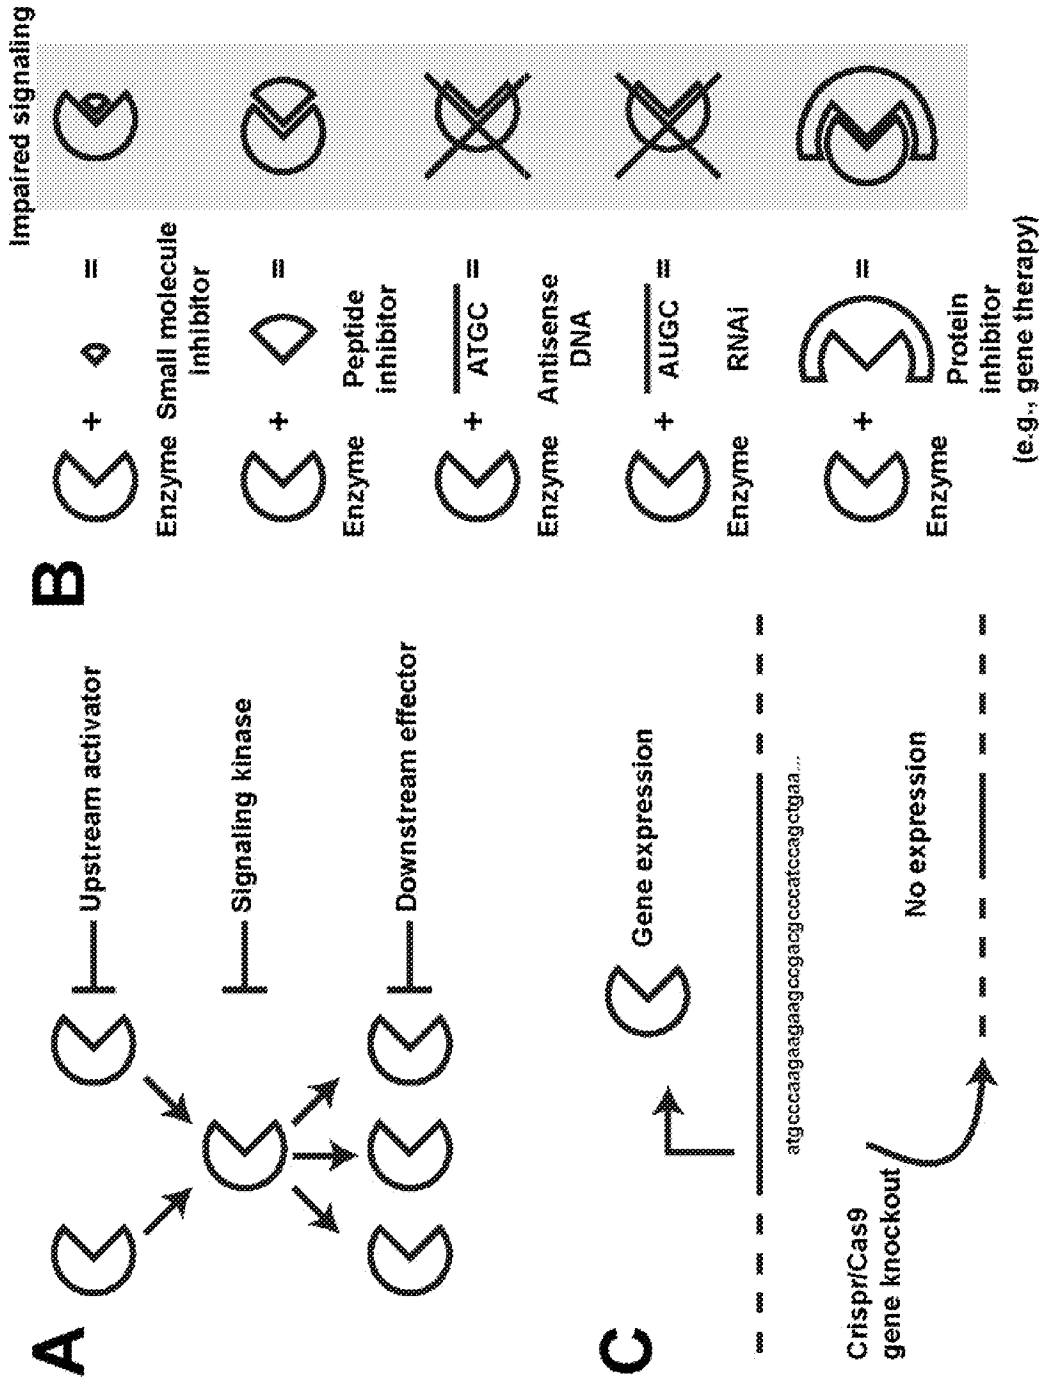 A
Upstream activator
Signaling kinase
Downstream effector
B
Impaired signaling
+
=
Enzyme
Small molecule
inhibitor
+
=
Enzyme
Peptide
inhibitor
+
ATGC
=
Enzyme
Antisense
DNA
+
AUGC
=
Enzyme
RNAi
+
=
Enzyme
Protein
inhibitor
(e.g., gene therapy)
C
Gene expression
atgcccaagaagaagccgacgcccatccagctgaa...
Crispr/Cas9
gene knockout
No expression